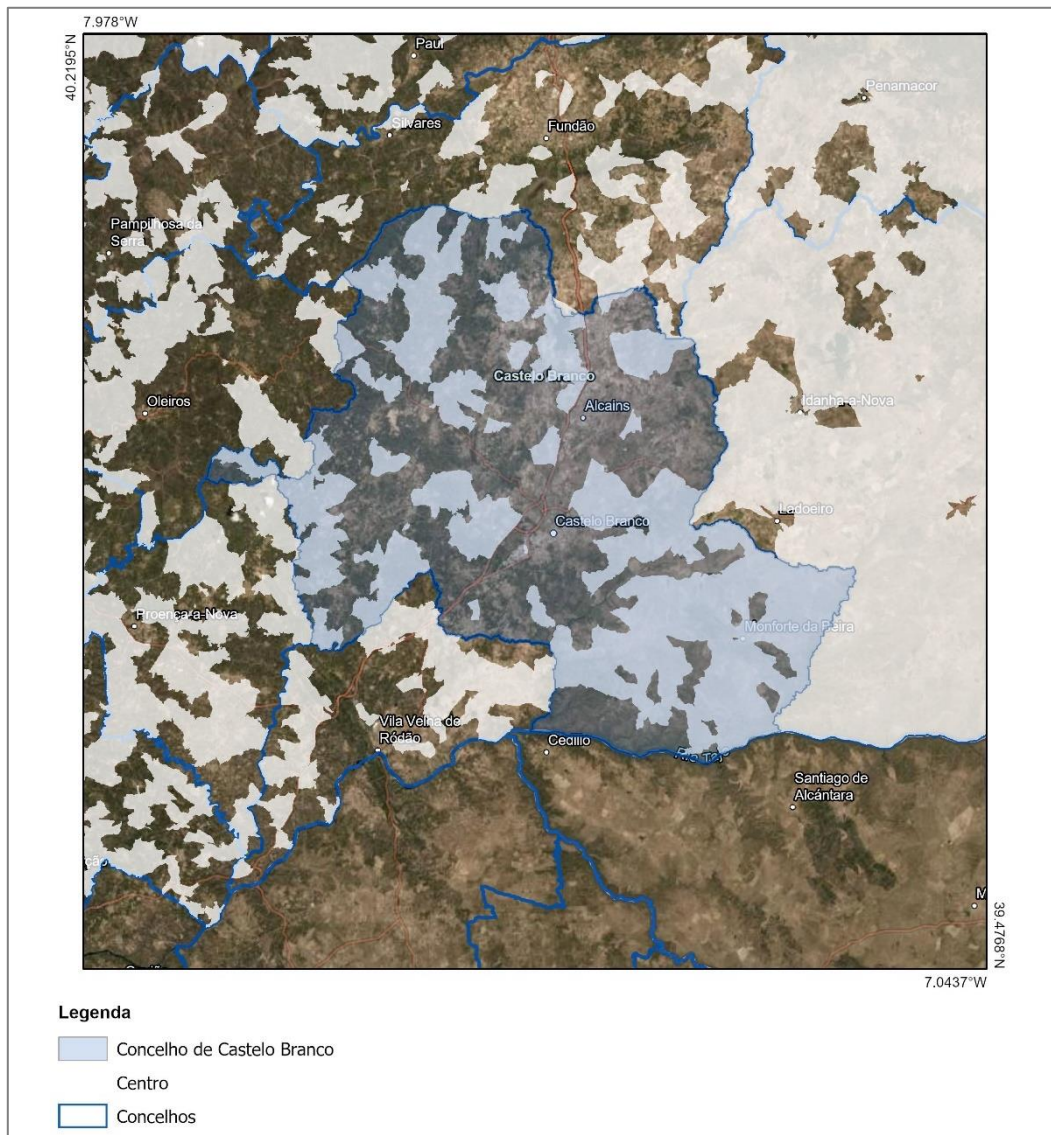 7.978°W
40.2195°N
Paul
Penamacor
Silvares
Fundão
Pampilhosa da
Serra
Castelo Branco
Oleiros
Alcains
Idanha-a-Nova
Ladoeiro
Castelo Branco
Proença-a-Nova
Monforte da Beira
Vila Velha de
Ródão
Cedillo
Santiago de
Alcántara
M
39.4768°N
7.0437°W
Legenda
Concelho de Castelo Branco
Centro
Concelhos